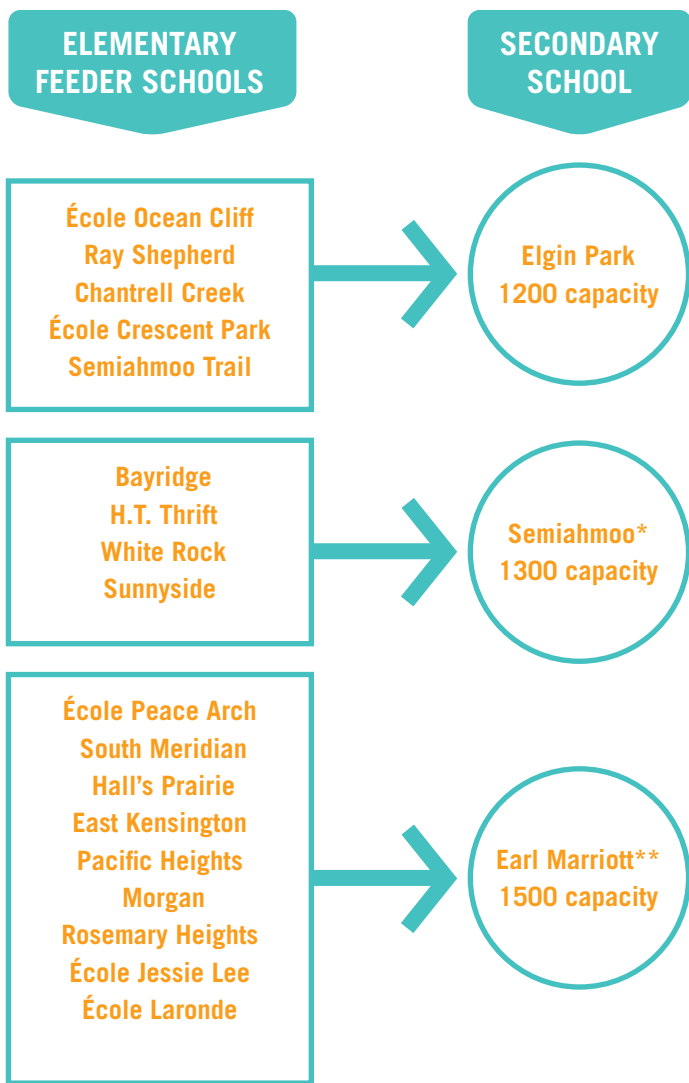 ELEMENTARY
FEEDER SCHOOLS
SECONDARY
SCHOOL
École Ocean Cliff
Ray Shepherd
Chantrell Creek
École Crescent Park
Semiahmoo Trail
Elgin Park
1200 capacity
Bayridge
H.T. Thrift
White Rock
Sunnyside
Semiahmoo*
1300 capacity
École Peace Arch
South Meridian
Hall’s Prairie
East Kensington
Pacific Heights
Morgan
Rosemary Heights
École Jessie Lee
École Laronde
Earl Marriott**
1500 capacity